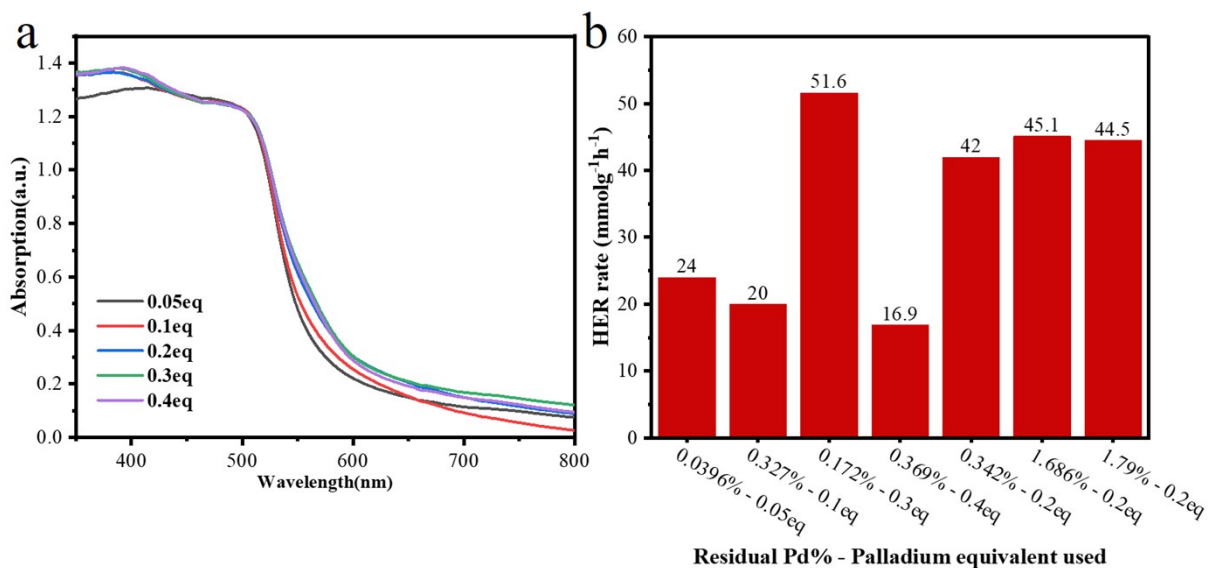 a
1.4
1.2
1.0
0.8
0.6
0.4
0.2
0.0
Absorption(a.u.)
0.05eq
0.1eq
0.2eq
0.3eq
0.4eq
400
500
600
700
800
Wavelength(nm)
b
60
50
40
30
20
10
0
HER rate (mmolg⁻¹h⁻¹)
24
20
51.6
16.9
42
45.1
44.5
0.0396% - 0.05eq
0.327% - 0.1eq
0.172% - 0.3eq
0.369% - 0.4eq
0.342% - 0.2eq
1.686% - 0.2eq
1.79% - 0.2eq
Residual Pd% - Palladium equivalent used